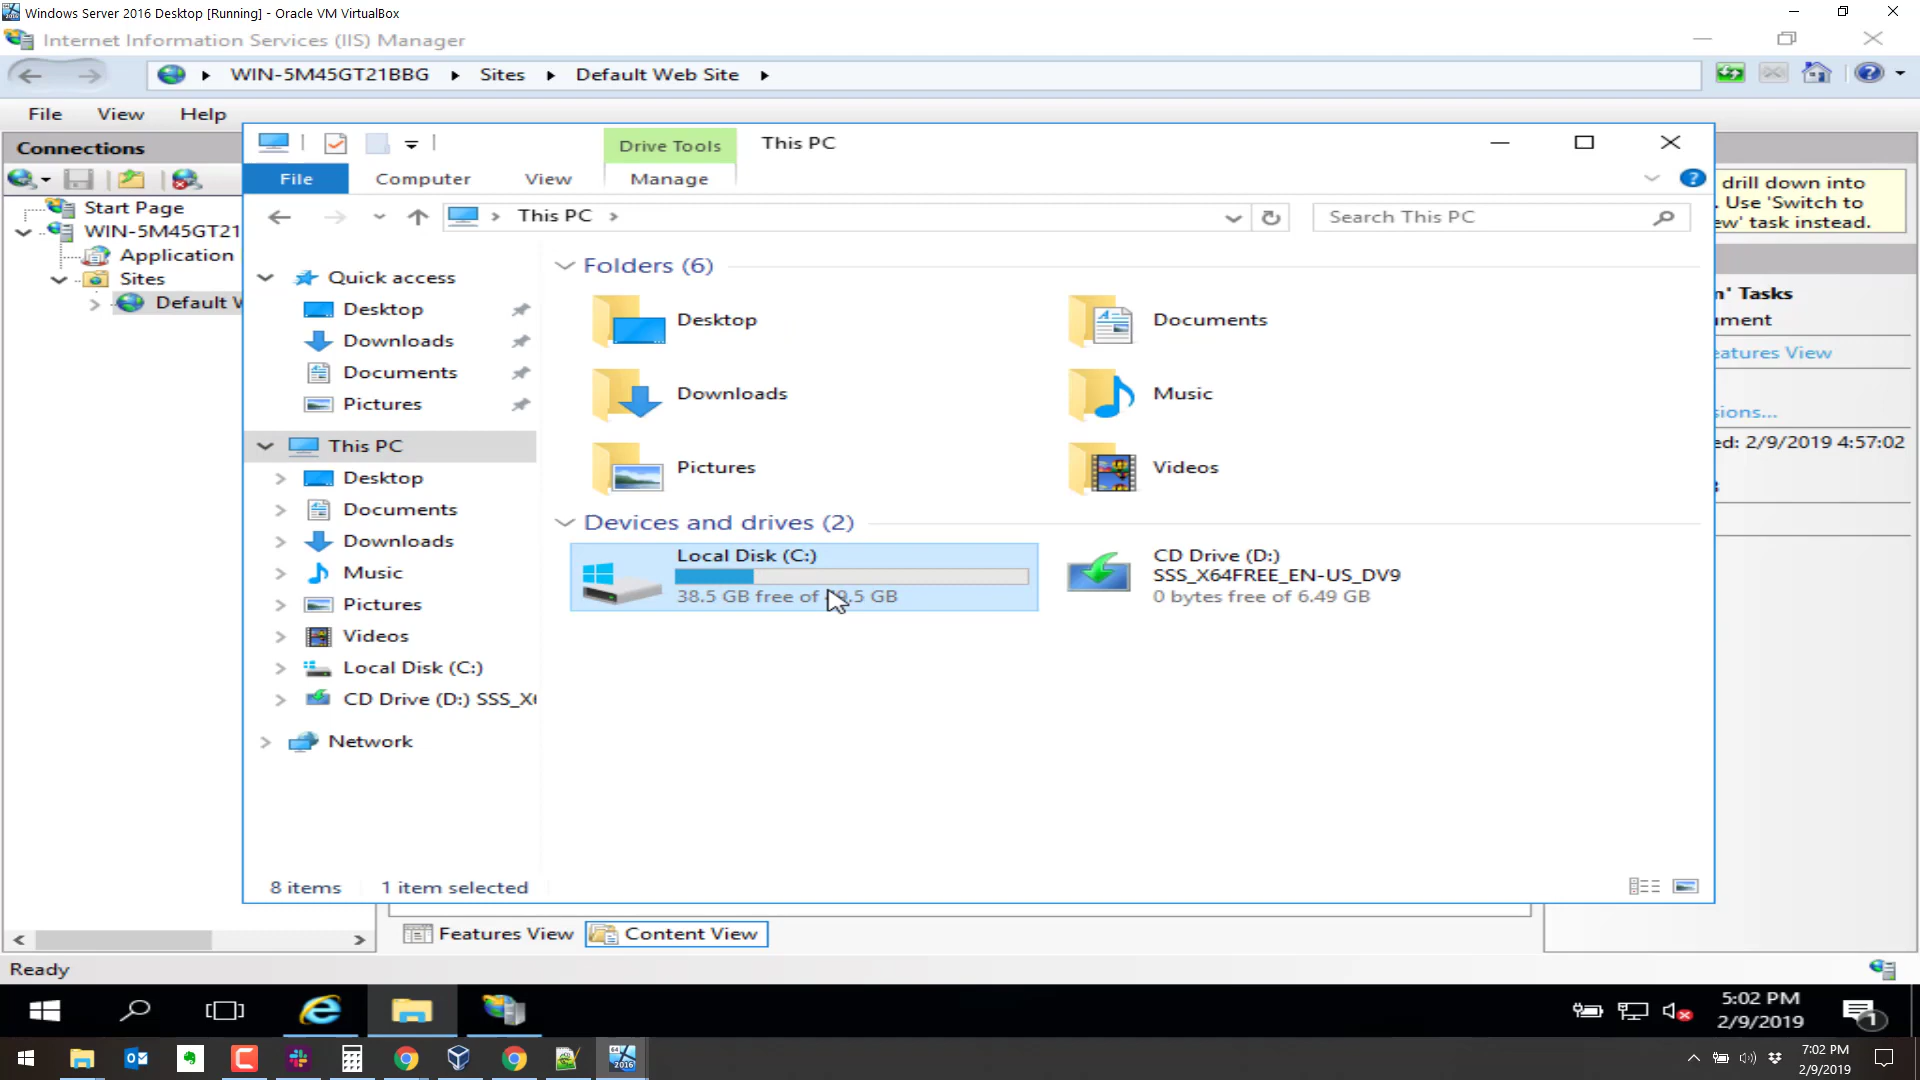 Windows Server 2016 Desktop [Running] - Oracle VM VirtualBox
Internet Information Services (IIS) Manager
WIN-5M45GT21BBG
Sites
Default Web Site
File
View
Help
Connections
Start Page
WIN-5M45GT21
Application
Sites
Default W
Drive Tools
This PC
File
Computer
View
Manage
This PC
Search This PC
Quick access
Desktop
Downloads
Documents
Pictures
This PC
Desktop
Documents
Downloads
Music
Pictures
Videos
Local Disk (C:)
CD Drive (D:) SSS_X
Network
Folders (6)
Desktop
Documents
Downloads
Music
Pictures
Videos
Devices and drives (2)
Local Disk (C:)
38.5 GB free of 9.5 GB
CD Drive (D:)
SSS_X64FREE_EN-US_DV9
0 bytes free of 6.49 GB
8 items
1 item selected
drill down into
. Use 'Switch to
ew' task instead.
n' Tasks
ument
eatures View
sions...
ed: 2/9/2019 4:57:02
Features View
Content View
Ready
2016
5:02 PM
2/9/2019
1
7:02 PM
2/9/2019